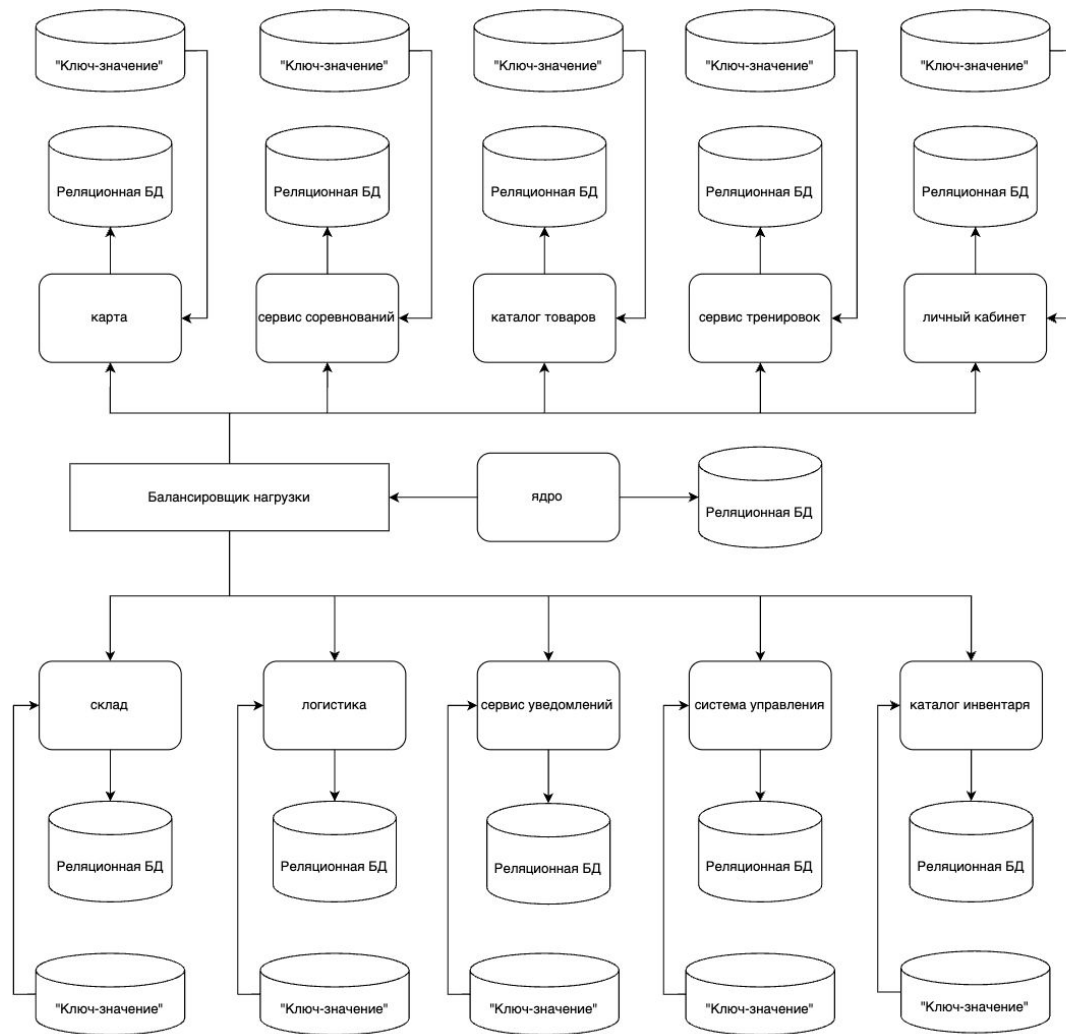 "Ключ-значение"
"Ключ-значение"
"Ключ-значение"
"Ключ-значение"
"Ключ-значение"
Реляционная БД
Реляционная БД
Реляционная БД
Реляционная БД
Реляционная БД
карта
сервис соревнований
каталог товаров
сервис тренировок
личный кабинет
Балансировщик нагрузки
ядро
Реляционная БД
склад
логистика
сервис уведомлений
система управления
каталог инвентаря
Реляционная БД
Реляционная БД
Реляционная БД
Реляционная БД
Реляционная БД
"Ключ-значение"
"Ключ-значение"
"Ключ-значение"
"Ключ-значение"
"Ключ-значение"